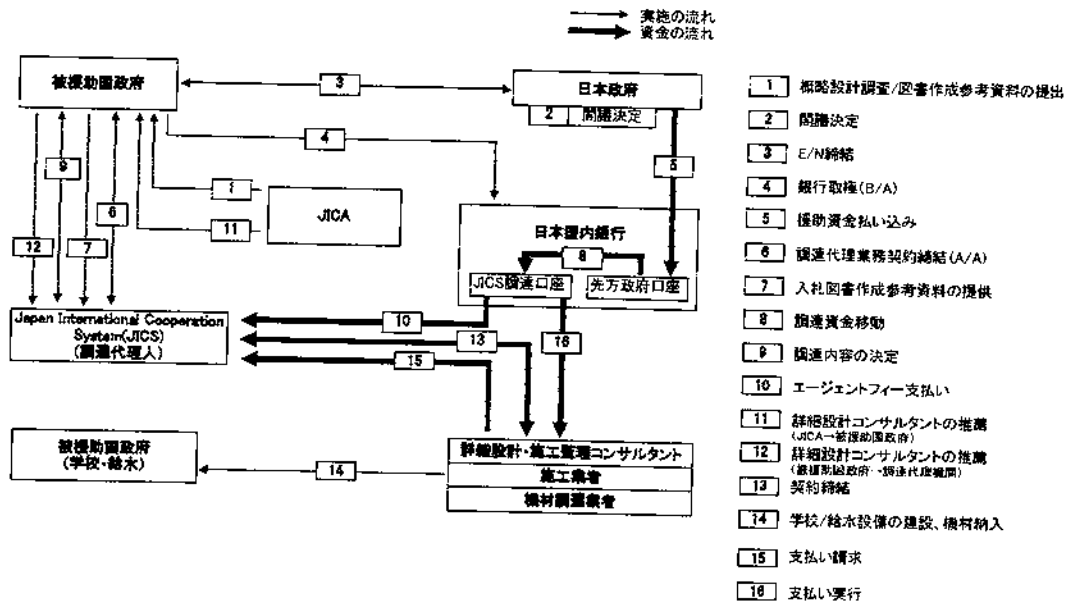 実施の流れ
資金の流れ
被援助国政府
3
日本政府
2 閣議決定
4
5
9
1
JICA
11
12
7
6
日本国内銀行
8
JICS調達口座
先方政府口座
Japan International Cooperation
System(JICS)
(調達代理人)
10
13
15
16
被援助国政府
(学校・給水)
14
詳細設計・施工監理コンサルタント
施工業者
機材調達業者
1 概略設計調査/図書作成参考資料の提出
2 閣議決定
3 E/N締結
4 銀行取極(B/A)
5 援助資金払い込み
6 調達代理業務契約締結(A/A)
7 入札図書作成参考資料の提供
8 調達資金移動
9 調達内容の決定
10 エージェントフィー支払い
11 詳細設計コンサルタントの推薦
(JICA→被援助国政府)
12 詳細設計コンサルタントの推薦
(被援助国政府→調達代理機関)
13 契約締結
14 学校/給水設備の建設、機材納入
15 支払い請求
16 支払い実行